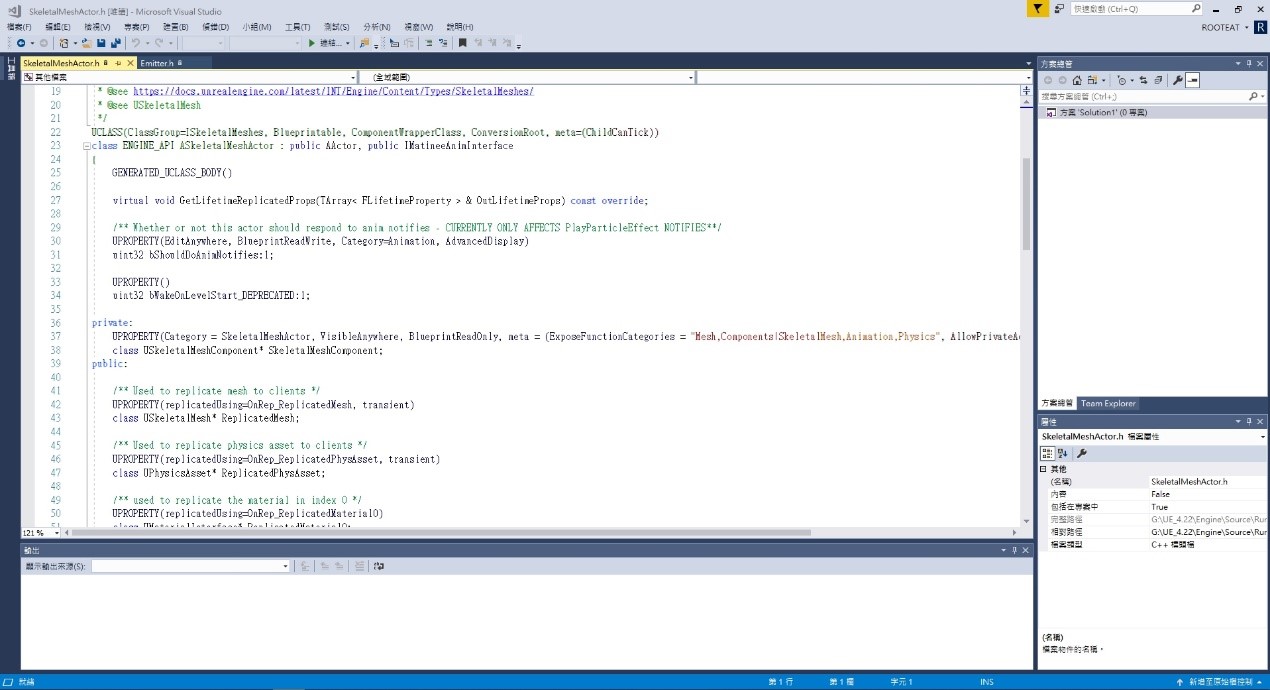 SkeletalMeshActor.h [唯讀] - Microsoft Visual Studio
快速啟動 (Ctrl+Q)
檔案(F) 編輯(E) 檢視(V) 專案(P) 建置(B) 偵錯(D) 小組(M) 工具(T) 測試(S) 分析(N) 視窗(W) 說明(H)
ROOTEAT R
連結...
SkeletalMeshActor.h Emitter.h
其他檔案 (全域範圍)
19 * @see https://docs.unrealengine.com/latest/INT/Engine/Content/Types/SkeletalMeshes/
20 * @see USkeletalMesh
21 */
22 UCLASS(ClassGroup=ISkeletalMeshes, Blueprintable, ComponentWrapperClass, ConversionRoot, meta=(ChildCanTick))
23 class ENGINE_API ASkeletalMeshActor : public AActor, public IMatineeAnimInterface
24 {
25 GENERATED_UCLASS_BODY()
26
27 virtual void GetLifetimeReplicatedProps(TArray< FLifetimeProperty > & OutLifetimeProps) const override;
28
29 /** Whether or not this actor should respond to anim notifies - CURRENTLY ONLY AFFECTS PlayParticleEffect NOTIFIES**/
30 UPROPERTY(EditAnywhere, BlueprintReadWrite, Category=Animation, AdvancedDisplay)
31 uint32 bShouldDoAnimNotifies:1;
32
33 UPROPERTY()
34 uint32 bWakeOnLevelStart_DEPRECATED:1;
35
36 private:
37 UPROPERTY(Category = SkeletalMeshActor, VisibleAnywhere, BlueprintReadOnly, meta = (ExposeFunctionCategories = "Mesh,Components|SkeletalMesh,Animation,Physics", AllowPrivateAc
38 class USkeletalMeshComponent* SkeletalMeshComponent;
39 public:
40
41 /** Used to replicate mesh to clients */
42 UPROPERTY(replicatedUsing=OnRep_ReplicatedMesh, transient)
43 class USkeletalMesh* ReplicatedMesh;
44
45 /** Used to replicate physics asset to clients */
46 UPROPERTY(replicatedUsing=OnRep_ReplicatedPhysAsset, transient)
47 class UPhysicsAsset* ReplicatedPhysAsset;
48
49 /** used to replicate the material in index 0 */
50 UPROPERTY(replicatedUsing=OnRep_ReplicatedMaterial0)
51 class UMaterialInterface* ReplicatedMaterial0;
121 %
輸出
顯示輸出來源(S):
方案總管
搜尋方案總管 (Ctrl+;)
方案 'Solution1' (0 專案)
方案總管 Team Explorer
屬性
SkeletalMeshActor.h 檔案屬性
其他
(名稱) SkeletalMeshActor.h
內容 False
包括在專案中 True
完整路徑 G:\UE_4.22\Engine\Source\Run
相對路徑 G:\UE_4.22\Engine\Source\Run
檔案類型 C++ 標頭檔
(名稱)
檔案物件的名稱。
就緒 第 1 行 第 1 欄 字元 1 INS 新增至原始檔控制